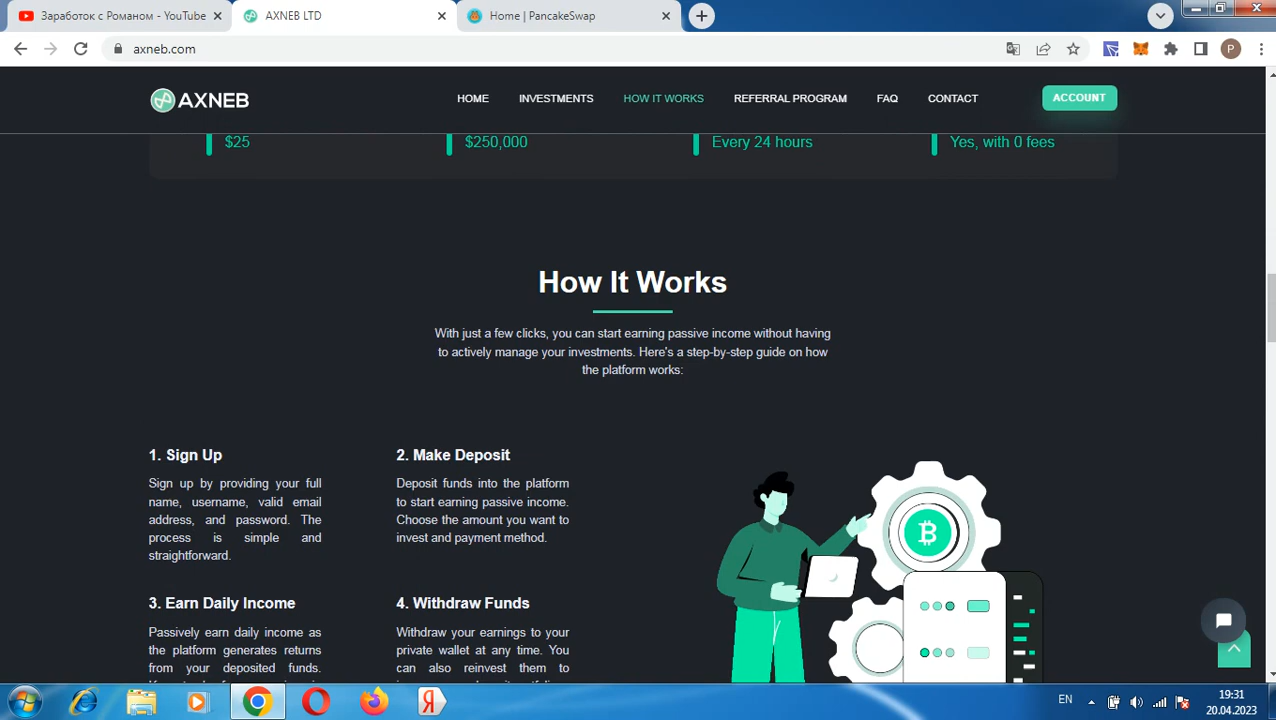 Заработок с Романом - YouTube
AXNEB LTD
Home | PancakeSwap
axneb.com
P
AXNEB
HOME
INVESTMENTS
HOW IT WORKS
REFERRAL PROGRAM
FAQ
CONTACT
ACCOUNT
$25
$250,000
Every 24 hours
Yes, with 0 fees
How It Works
With just a few clicks, you can start earning passive income without having
to actively manage your investments. Here's a step-by-step guide on how
the platform works:
1. Sign Up
Sign up by providing your full
name, username, valid email
address, and password. The
process is simple and
straightforward.
2. Make Deposit
Deposit funds into the platform
to start earning passive income.
Choose the amount you want to
invest and payment method.
3. Earn Daily Income
Passively earn daily income as
the platform generates returns
from your deposited funds.
4. Withdraw Funds
Withdraw your earnings to your
private wallet at any time. You
can also reinvest them to
EN
19:31
20.04.2023